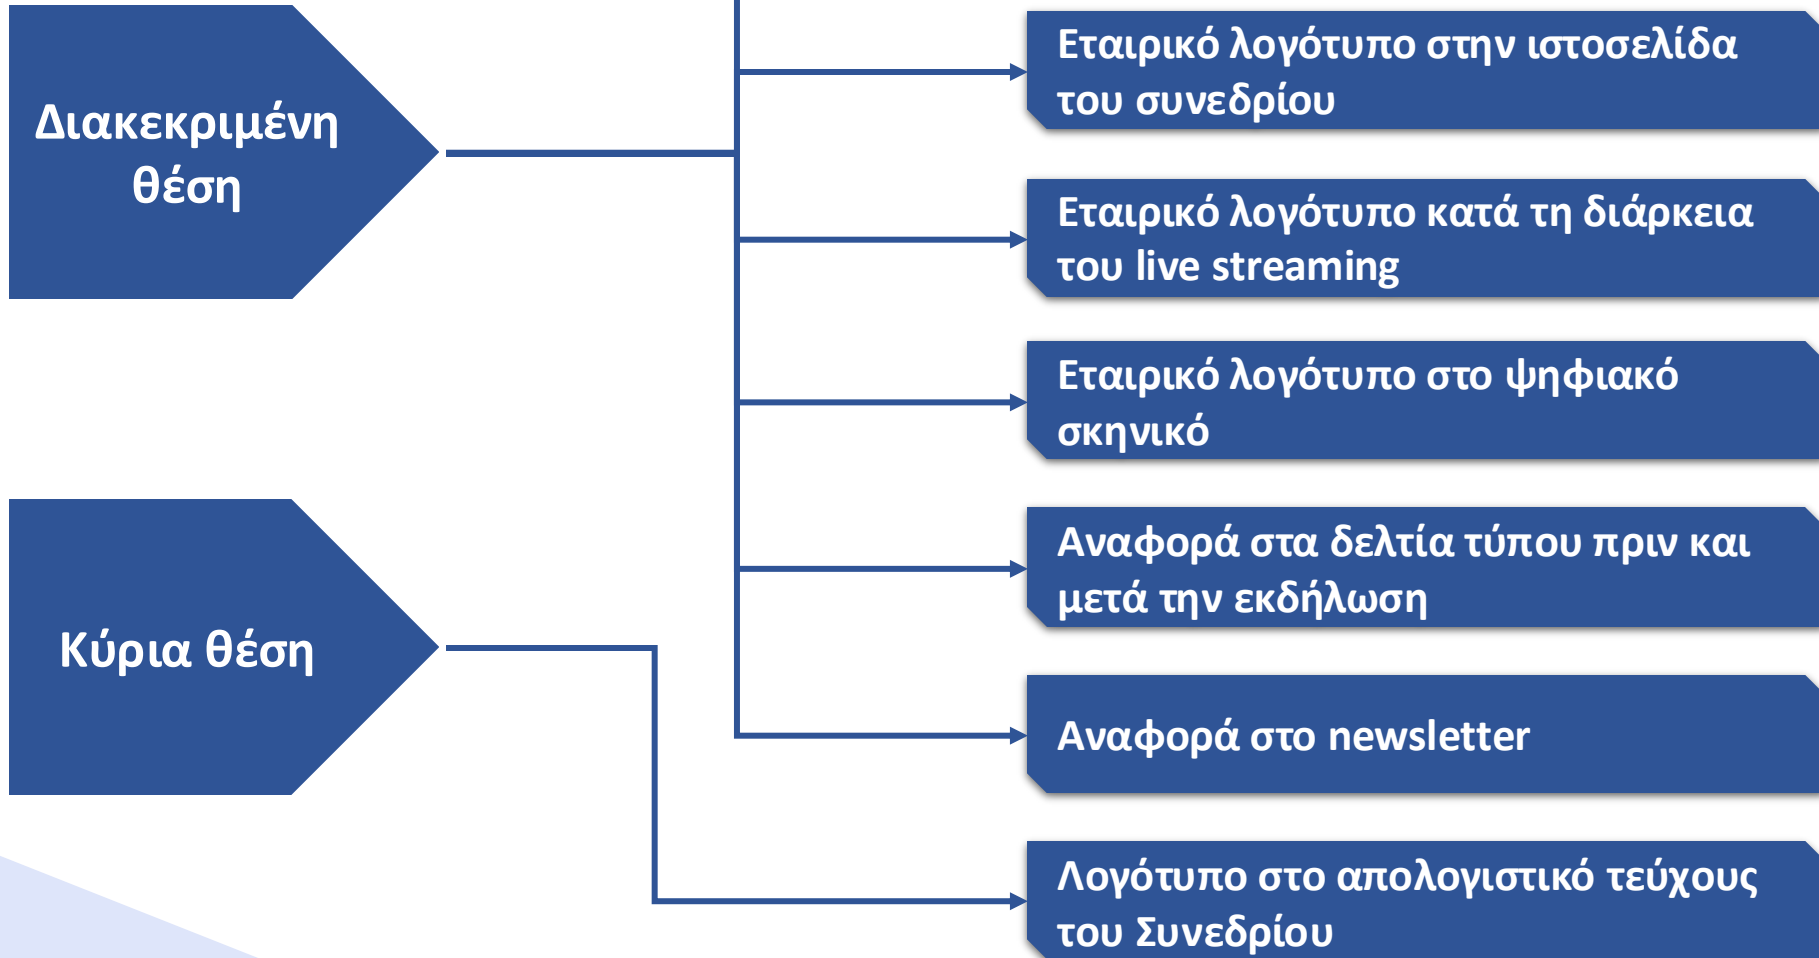 Διακεκριμένη
θέση
Εταιρικό λογότυπο στην ιστοσελίδα
του συνεδρίου
Εταιρικό λογότυπο κατά τη διάρκεια
του live streaming
Εταιρικό λογότυπο στο ψηφιακό
σκηνικό
Κύρια θέση
Αναφορά στα δελτία τύπου πριν και
μετά την εκδήλωση
Αναφορά στο newsletter
Λογότυπο στο απολογιστικό τεύχους
του Συνεδρίου